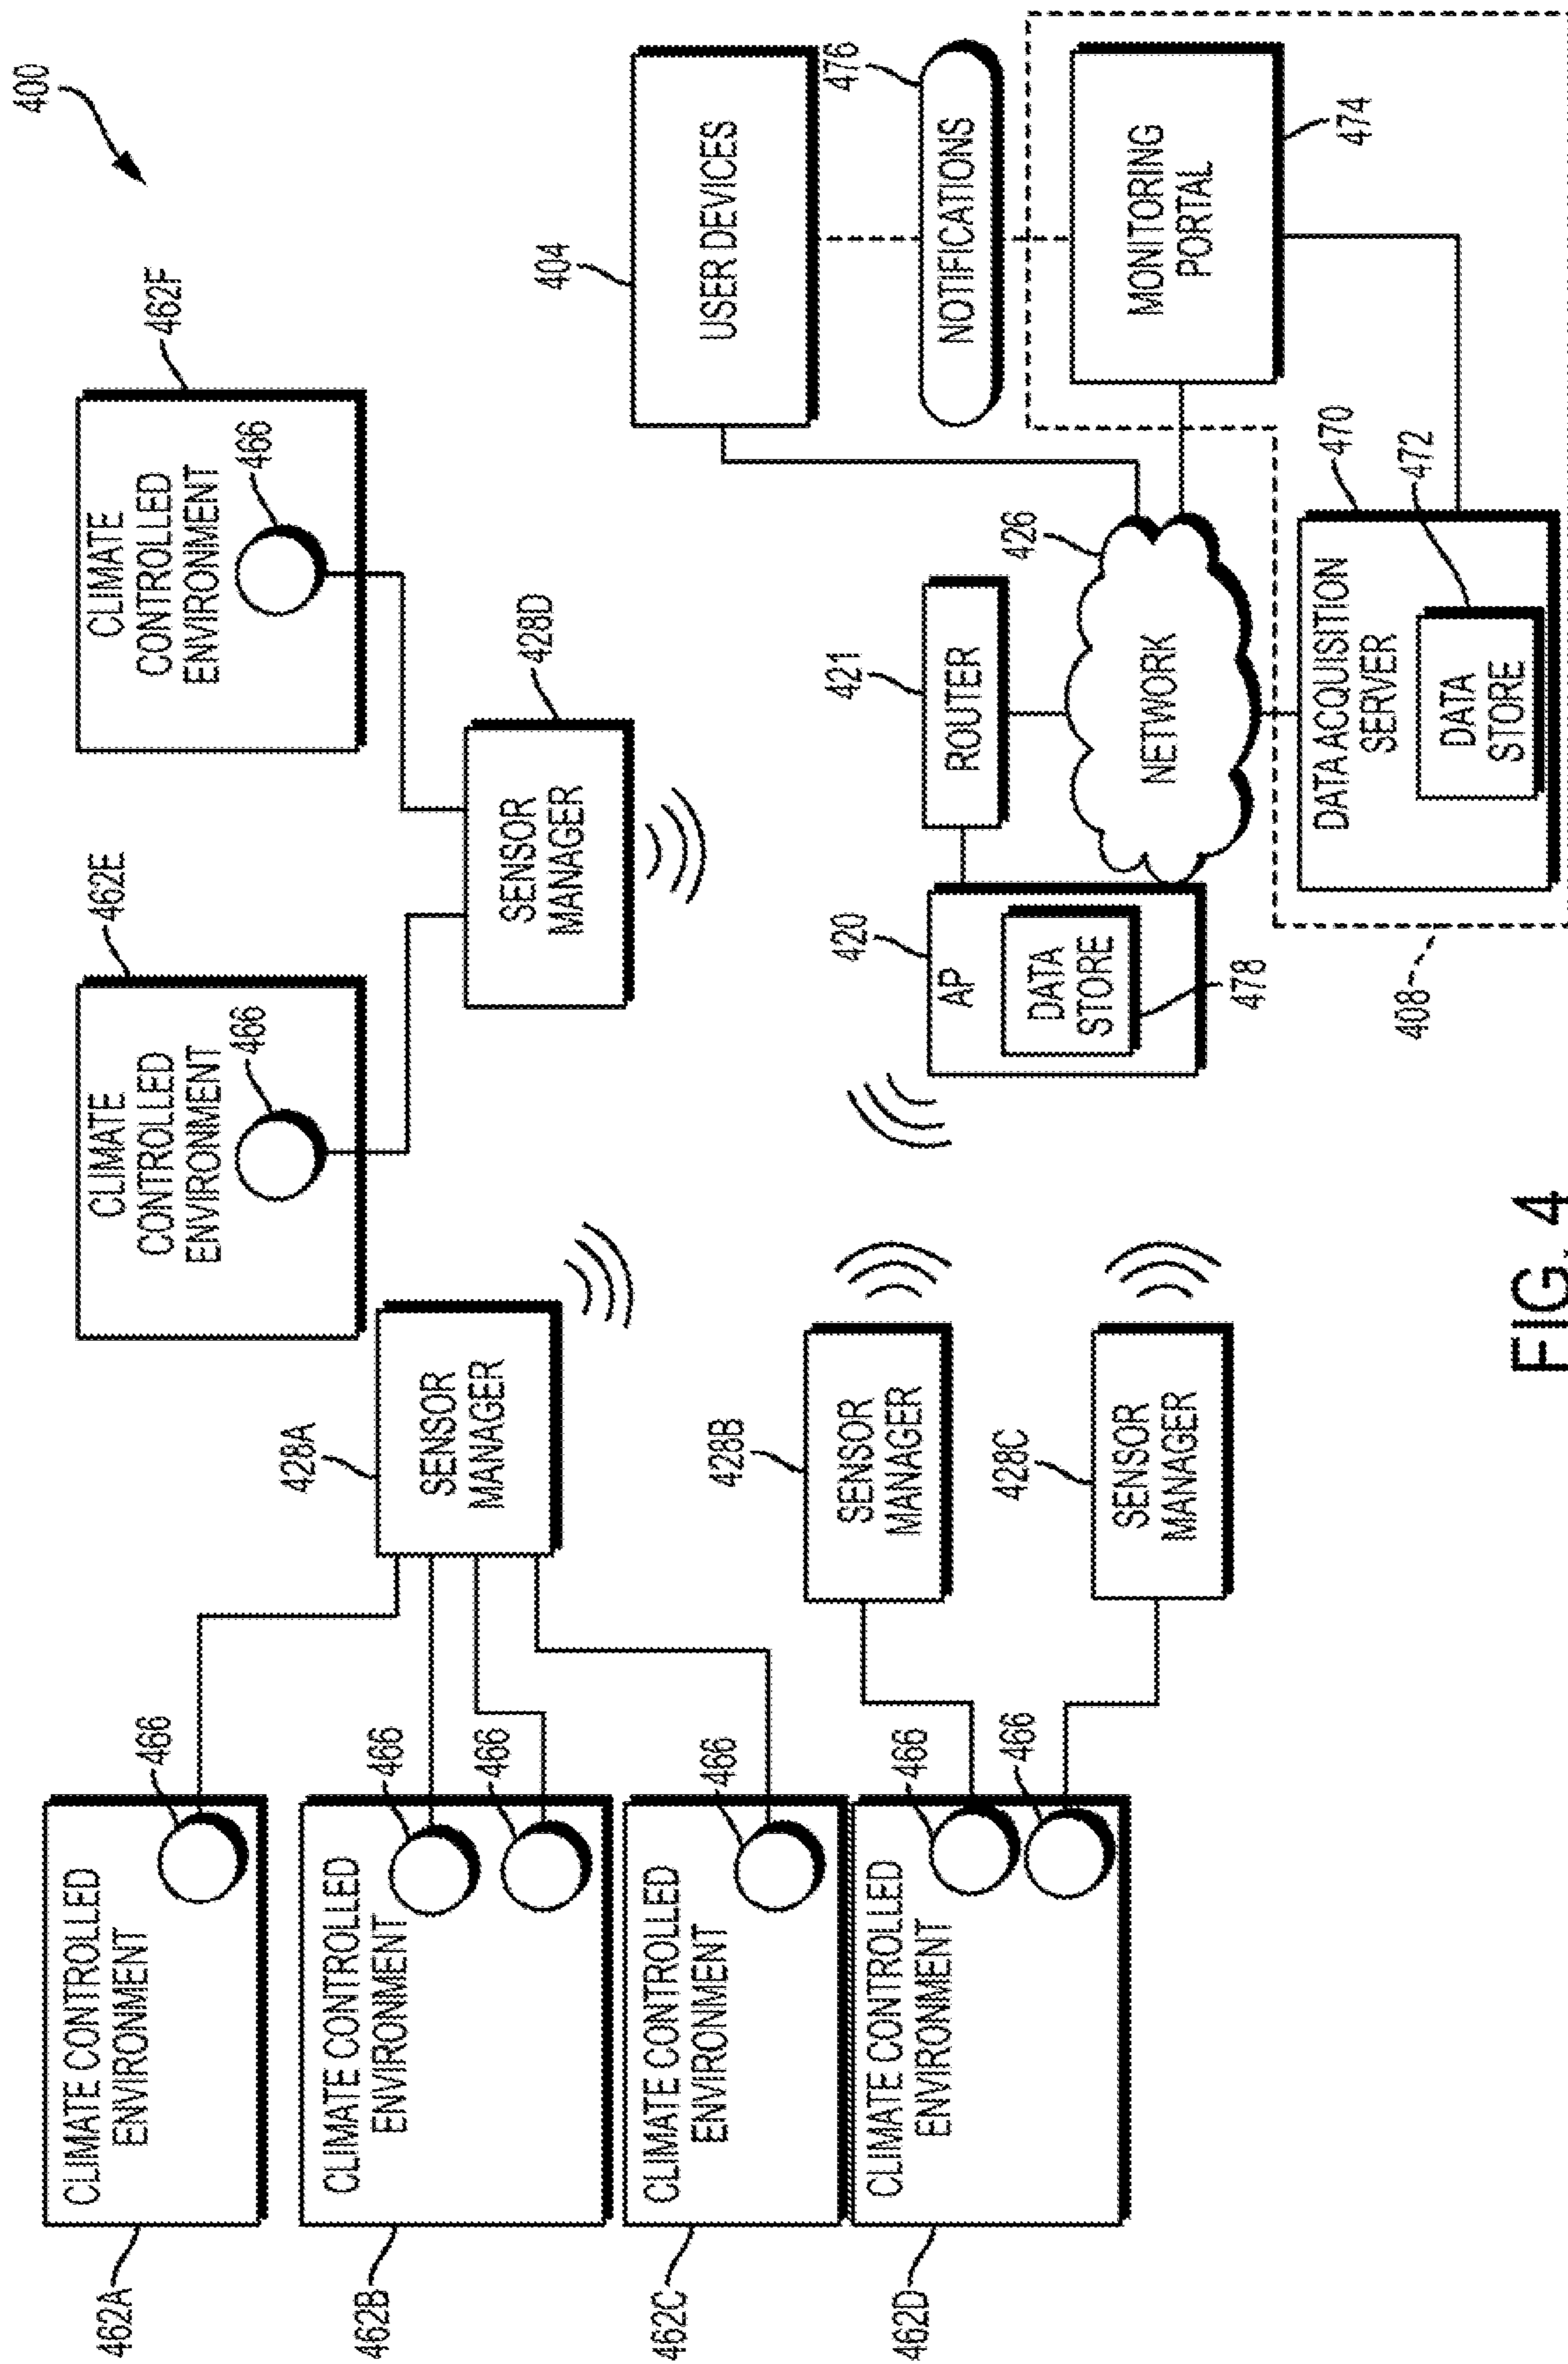 400
462A
CLIMATE CONTROLLED
ENVIRONMENT
466
462B
CLIMATE CONTROLLED
ENVIRONMENT
466
466
462C
CLIMATE CONTROLLED
ENVIRONMENT
466
462D
CLIMATE CONTROLLED
ENVIRONMENT
466
466
428A
SENSOR
MANAGER
428B
SENSOR
MANAGER
428C
SENSOR
MANAGER
462E
CLIMATE
CONTROLLED
ENVIRONMENT
466
462F
CLIMATE
CONTROLLED
ENVIRONMENT
466
428D
SENSOR
MANAGER
420
AP
DATA
STORE
478
421
ROUTER
426
NETWORK
404
USER DEVICES
476
NOTIFICATIONS
MONITORING
PORTAL
474
470
DATA ACQUISITION
SERVER
472
DATA
STORE
408
FIG. 4